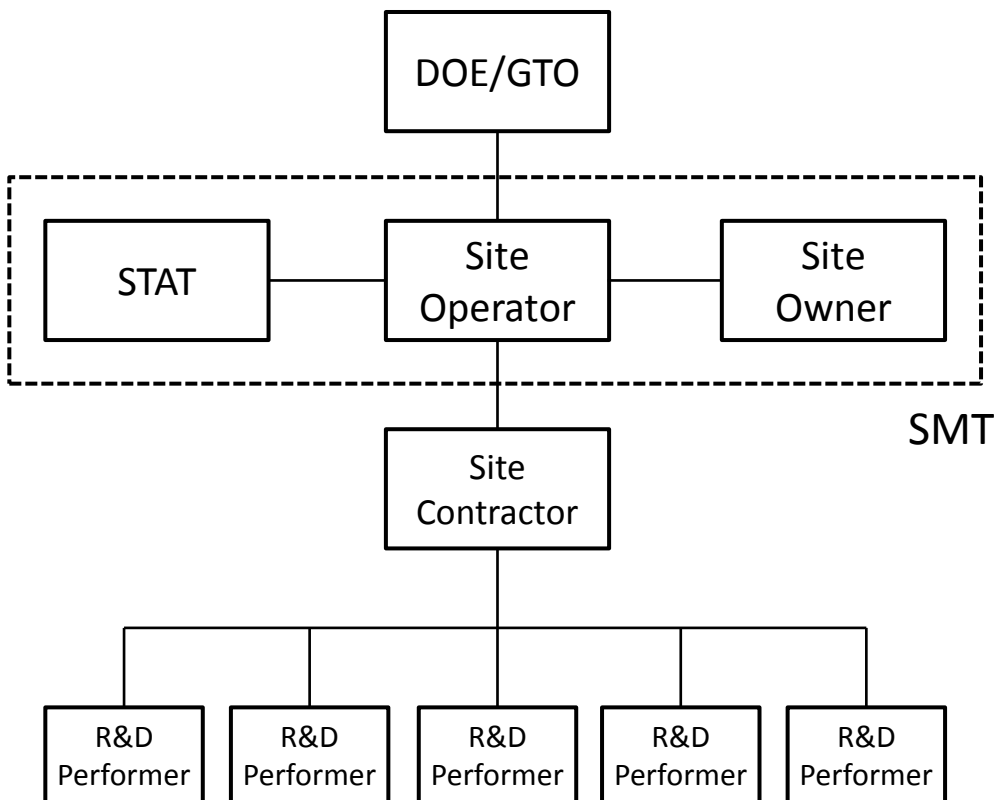 DOE/GTO
STAT
Site
Operator
Site
Owner
SMT
Site
Contractor
R&D
Performer
R&D
Performer
R&D
Performer
R&D
Performer
R&D
Performer